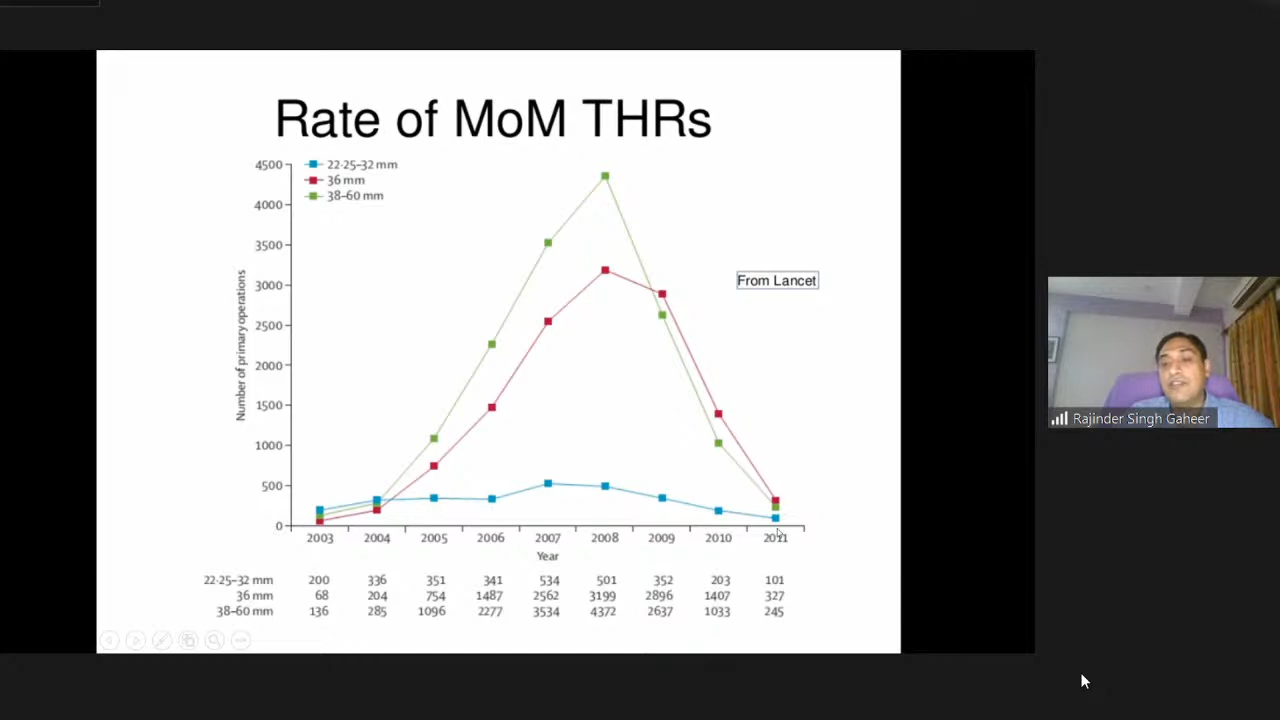 Rate of MoM THRs
4500
4000
3500
3000
2500
2000
1500
1000
500
0
Number of primary operations
22·25–32 mm
36 mm
38–60 mm
From Lancet
2003 2004 2005 2006 2007 2008 2009 2010 2011
Year
22·25–32 mm 200 336 351 341 534 501 352 203 101
36 mm 68 204 754 1487 2562 3199 2896 1407 327
38–60 mm 136 285 1096 2277 3534 4372 2637 1033 245
Rajinder Singh Gaheer